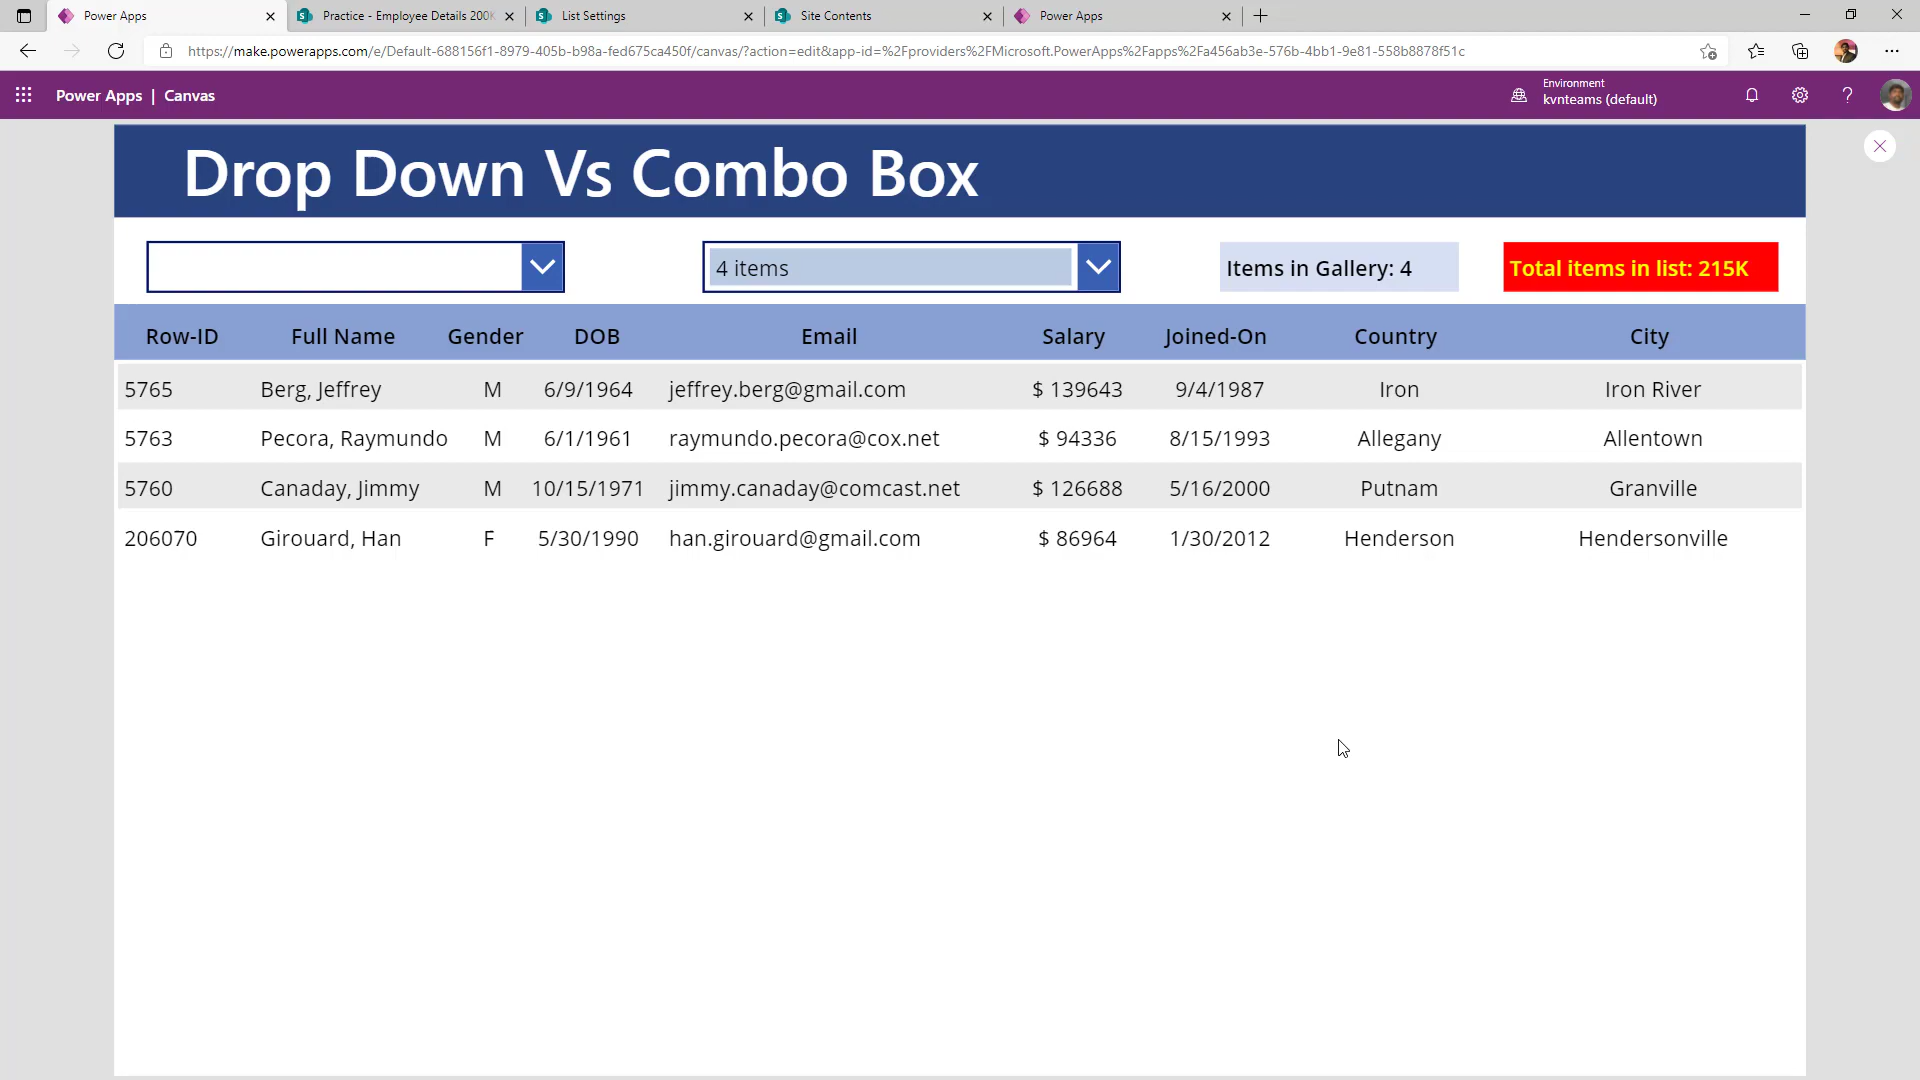 Power Apps
Practice - Employee Details 200K
List Settings
Site Contents
Power Apps
https://make.powerapps.com/e/Default-688156f1-8979-405b-b98a-fed675ca450f/canvas/?action=edit&app-id=%2Fproviders%2FMicrosoft.PowerApps%2Fapps%2Fa456ab3e-576b-4bb1-9e81-558b8878f51c
Power Apps | Canvas
Environment
kvnteams (default)
Drop Down Vs Combo Box
4 items
Items in Gallery: 4
Total items in list: 215K
Row-ID Full Name Gender DOB Email Salary Joined-On Country City
5765 Berg, Jeffrey M 6/9/1964 jeffrey.berg@gmail.com $ 139643 9/4/1987 Iron Iron River
5763 Pecora, Raymundo M 6/1/1961 raymundo.pecora@cox.net $ 94336 8/15/1993 Allegany Allentown
5760 Canaday, Jimmy M 10/15/1971 jimmy.canaday@comcast.net $ 126688 5/16/2000 Putnam Granville
206070 Girouard, Han F 5/30/1990 han.girouard@gmail.com $ 86964 1/30/2012 Henderson Hendersonville